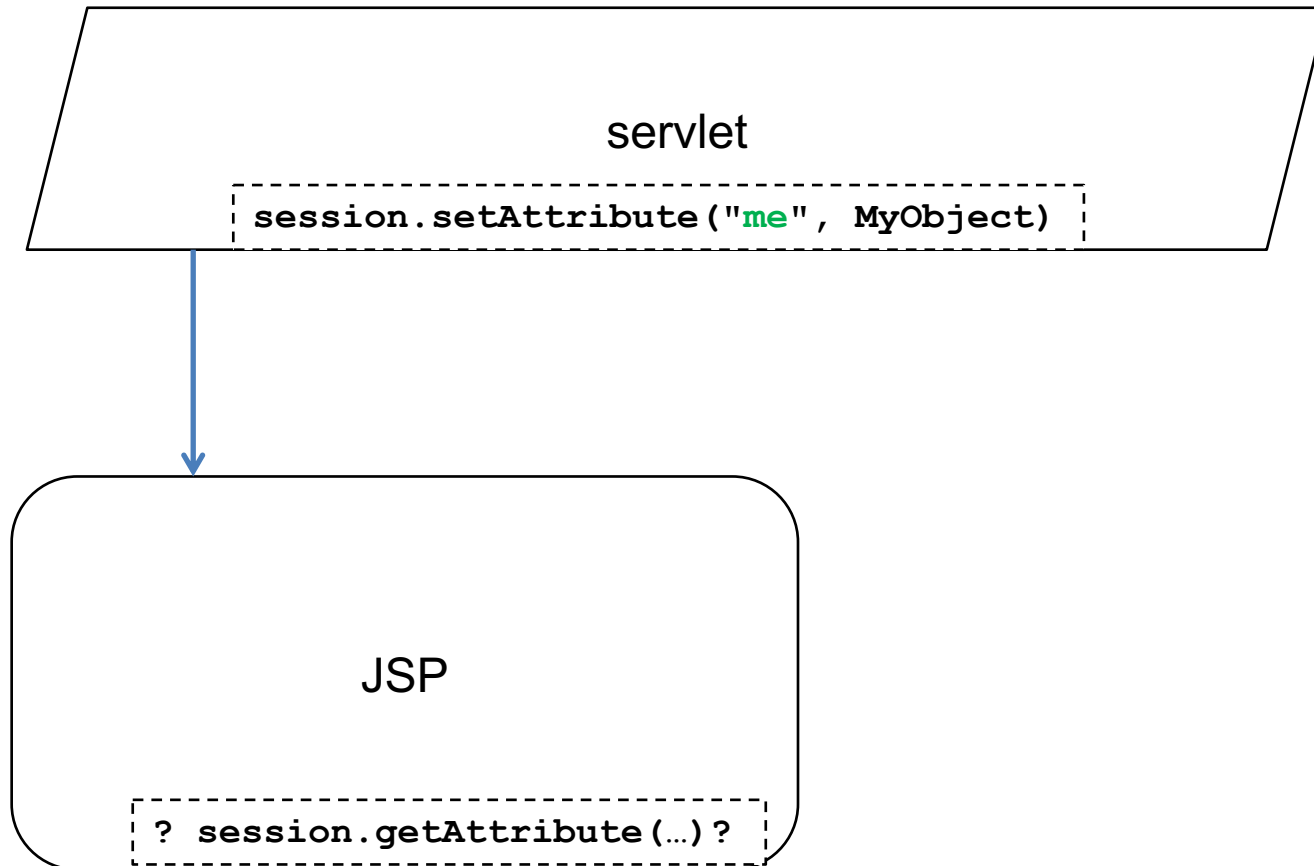 servlet
session.setAttribute("me", MyObject)
JSP
? session.getAttribute(…)?